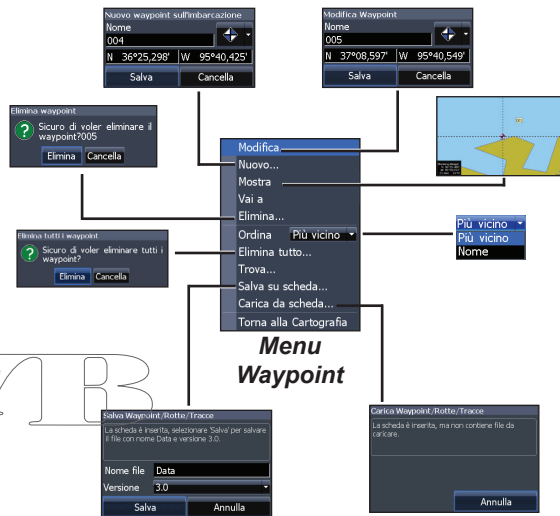 Nuovo waypoint sull'imbarcazione
Nome
004
N 36°25,298' W 95°40,425'
Salva Cancella
Modifica Waypoint
Nome
005
N 37°08,597' W 95°40,549'
Salva Cancella
Elimina waypoint
Sicuro di voler eliminare il
waypoint?005
Elimina Cancella
Elimina tutti i waypoint
Sicuro di voler eliminare tutti i
waypoint?
Elimina Cancella
Modifica
Nuovo...
Mostra
Vai a
Elimina...
Ordina Più vicino
Elimina tutto...
Trova...
Salva su scheda...
Carica da scheda...
Torna alla Cartografia
Più vicino
Più vicino
Nome
Menu
Waypoint
Salva Waypoint/Rotte/Tracce
La scheda è inserita, selezionare 'Salva' per salvare
il file con nome Data e versione 3.0.
Nome file Data
Versione 3.0
Salva Annulla
Carica Waypoint/Rotte/Tracce
La scheda è inserita, ma non contiene file da
caricare.
Annulla